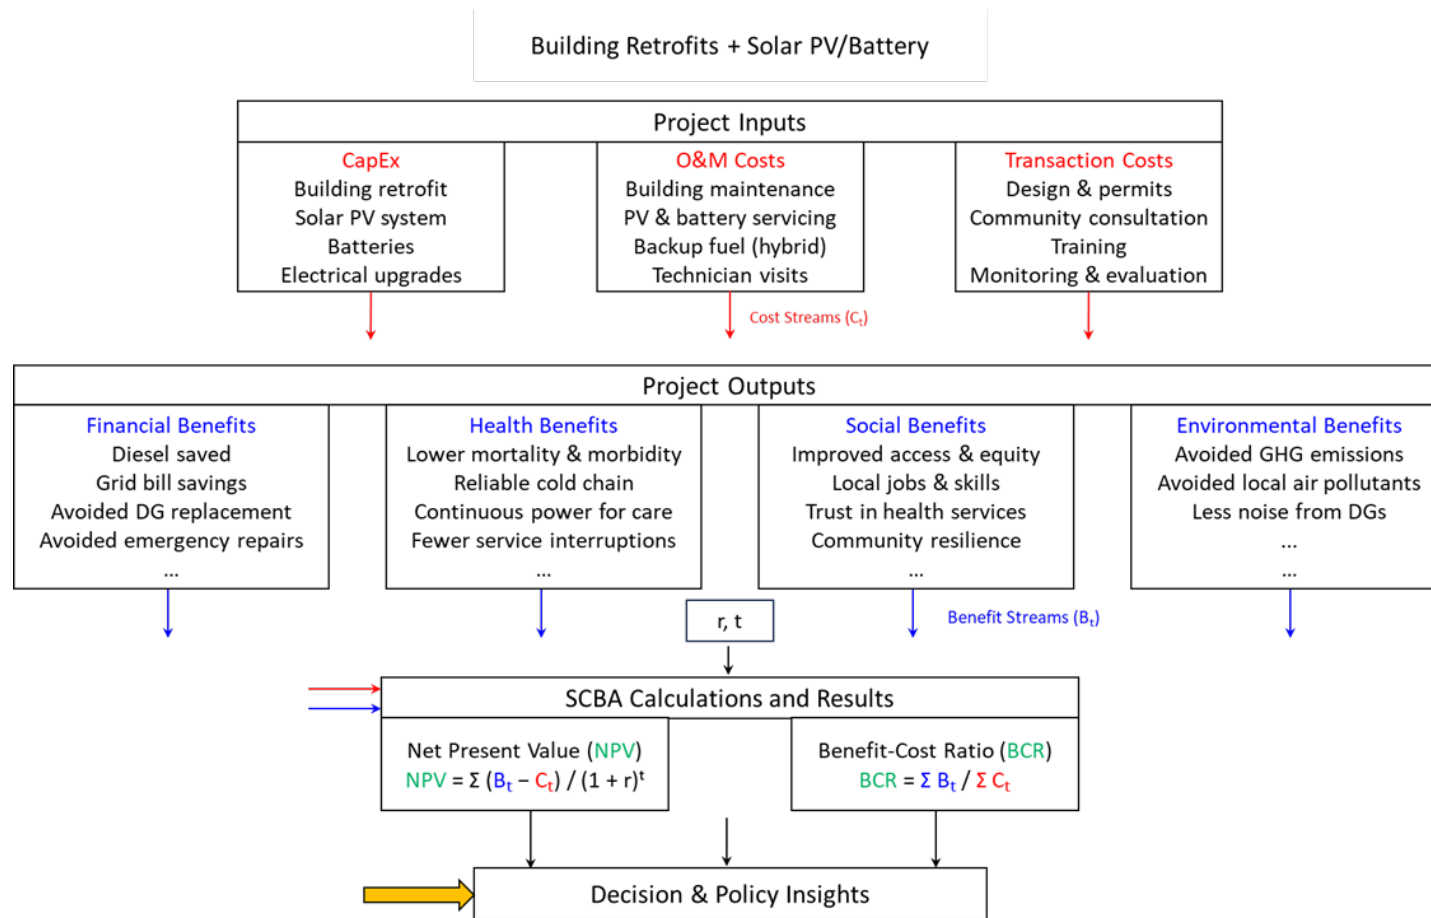 Building Retrofits + Solar PV/Battery
Project Inputs
CapEx
Building retrofit
Solar PV system
Batteries
Electrical upgrades
O&M Costs
Building maintenance
PV & battery servicing
Backup fuel (hybrid)
Technician visits
Transaction Costs
Design & permits
Community consultation
Training
Monitoring & evaluation
Cost Streams (Cₜ)
Project Outputs
Financial Benefits
Diesel saved
Grid bill savings
Avoided DG replacement
Avoided emergency repairs
...
Health Benefits
Lower mortality & morbidity
Reliable cold chain
Continuous power for care
Fewer service interruptions
...
Social Benefits
Improved access & equity
Local jobs & skills
Trust in health services
Community resilience
...
Environmental Benefits
Avoided GHG emissions
Avoided local air pollutants
Less noise from DGs
...
...
Benefit Streams (Bₜ)
r, t
SCBA Calculations and Results
Net Present Value (NPV)
NPV = Σ (Bₜ − Cₜ) / (1 + r)ᵗ
Benefit-Cost Ratio (BCR)
BCR = Σ Bₜ / Σ Cₜ
Decision & Policy Insights